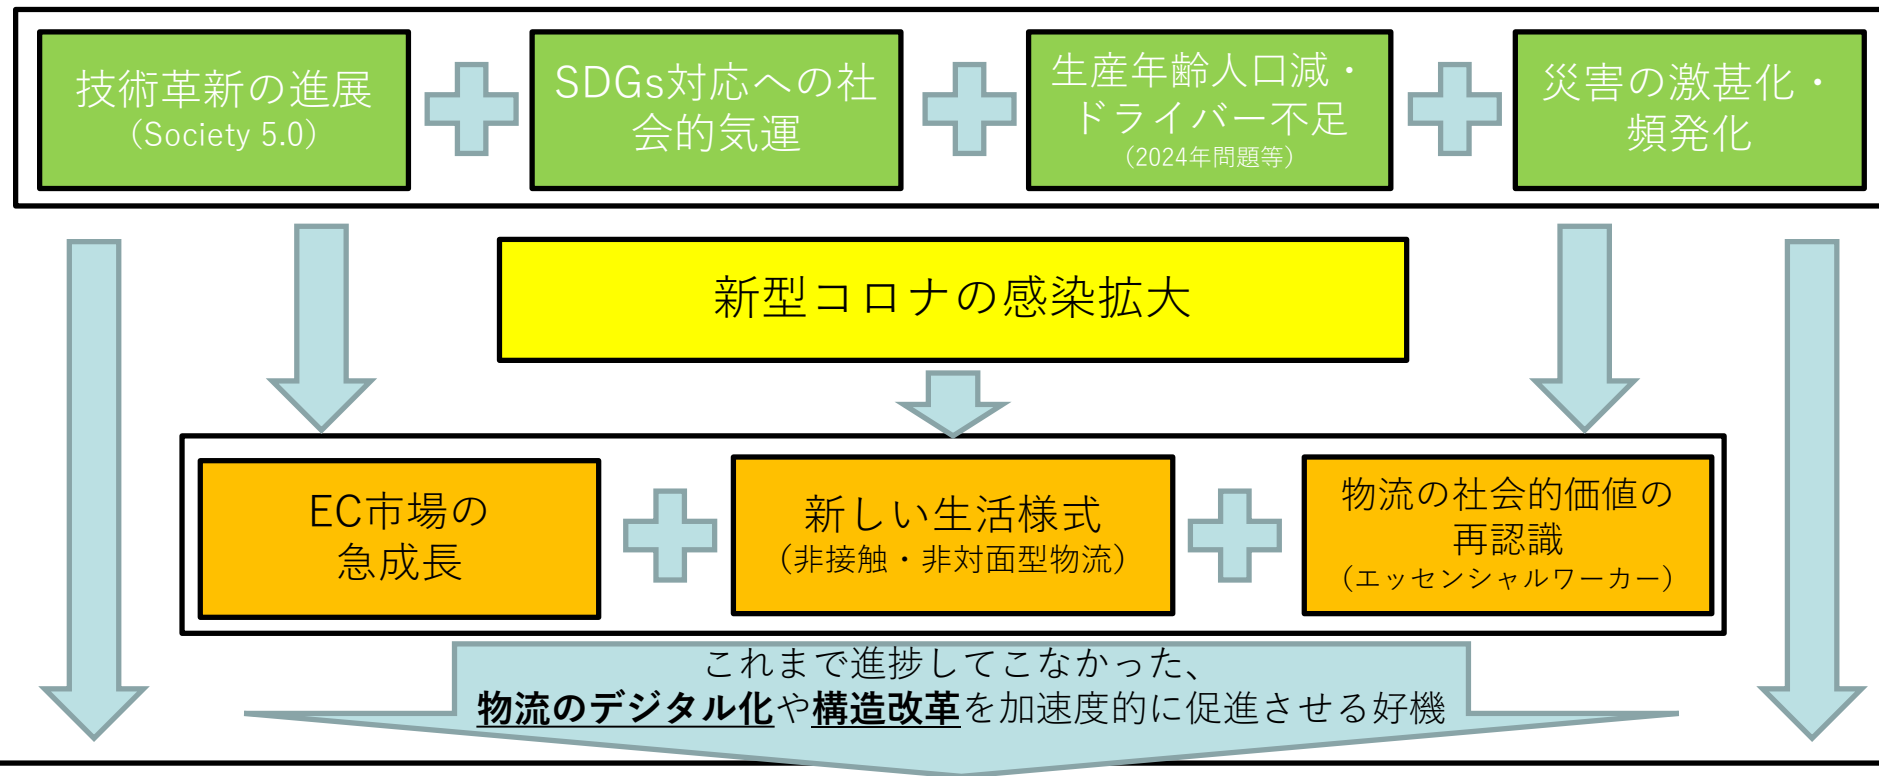 技術革新の進展
（Society 5.0）
SDGs対応への社
会的気運
生産年齢人口減・
ドライバー不足
（2024年問題等）
災害の激甚化・
頻発化
新型コロナの感染拡大
EC市場の
急成長
新しい生活様式
（非接触・非対面型物流）
物流の社会的価値の
再認識
（エッセンシャルワーカー）
これまで進捗してこなかった、
物流のデジタル化や構造改革を加速度的に促進させる好機